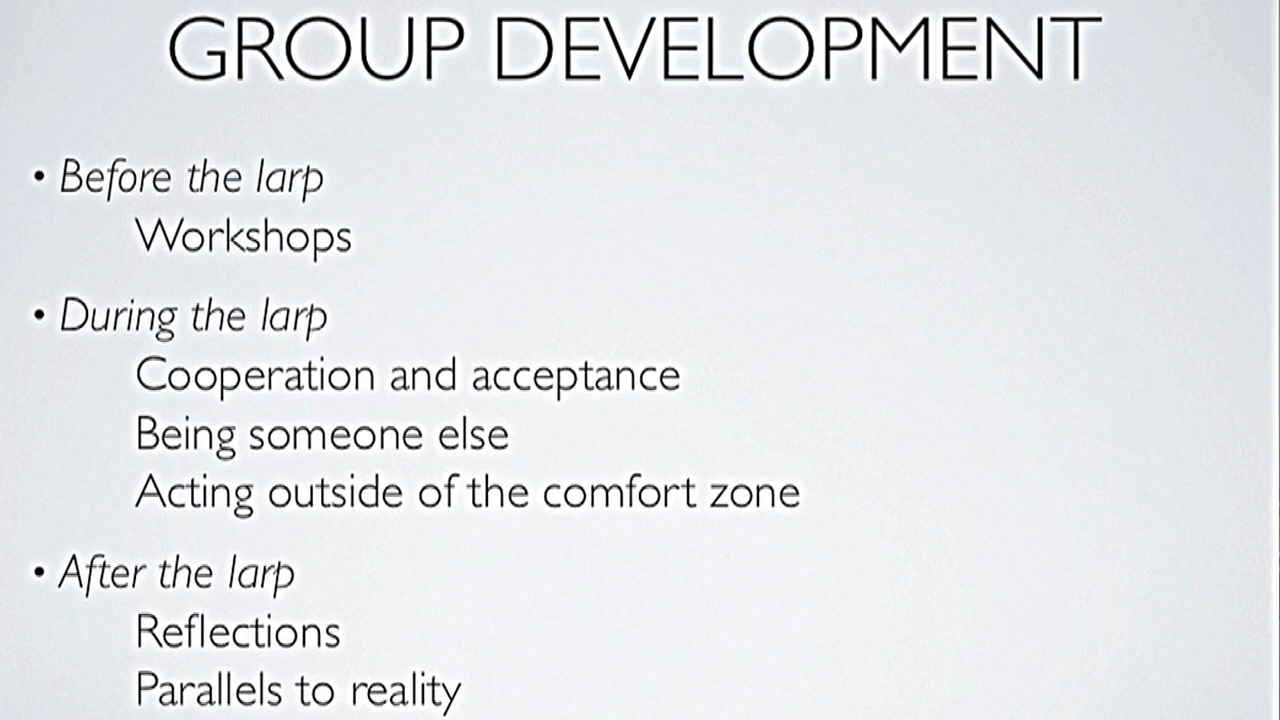 GROUP DEVELOPMENT
• Before the larp
Workshops
• During the larp
Cooperation and acceptance
Being someone else
Acting outside of the comfort zone
• After the larp
Reflections
Parallels to reality